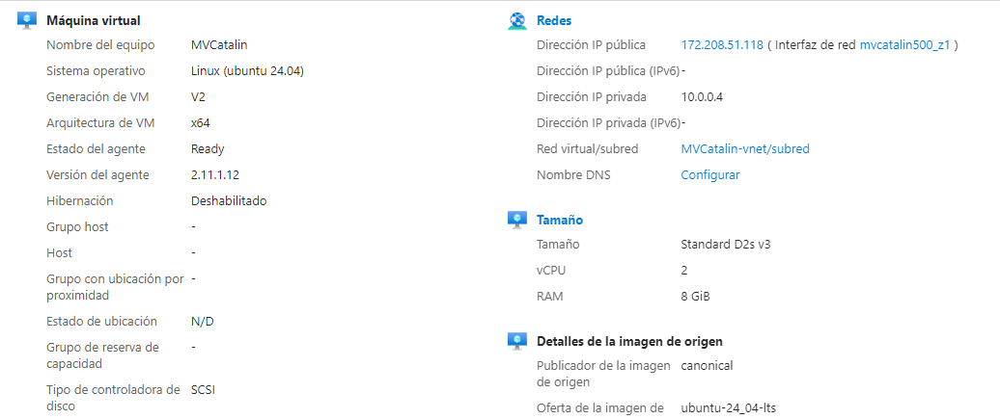 Máquina virtual
Nombre del equipo MVCatalin
Sistema operativo Linux (ubuntu 24.04)
Generación de VM V2
Arquitectura de VM x64
Estado del agente Ready
Versión del agente 2.11.1.12
Hibernación Deshabilitado
Grupo host -
Host -
Grupo con ubicación por -
proximidad
Estado de ubicación N/D
Grupo de reserva de -
capacidad
Tipo de controladora de SCSI
disco
Redes
Dirección IP pública 172.208.51.118 ( Interfaz de red mvcatalin500_z1 )
Dirección IP pública (IPv6) -
Dirección IP privada 10.0.0.4
Dirección IP privada (IPv6) -
Red virtual/subred MVCatalin-vnet/subred
Nombre DNS Configurar
Tamaño
Tamaño Standard D2s v3
vCPU 2
RAM 8 GiB
Detalles de la imagen de origen
Publicador de la imagen canonical
de origen
Oferta de la imagen de ubuntu-24_04-lts